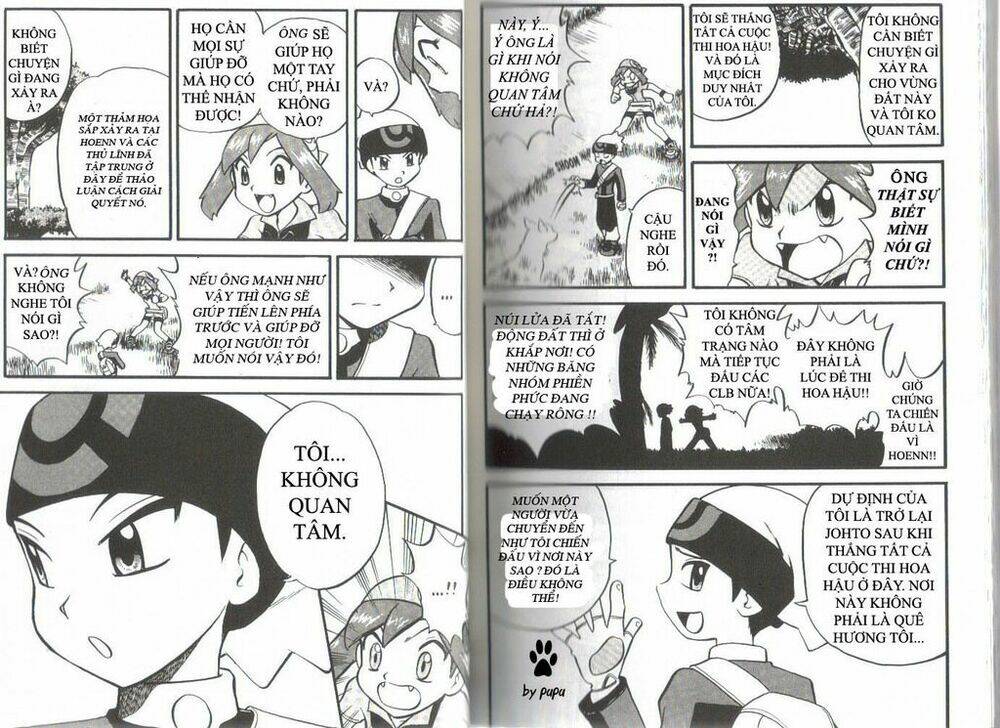 VÀ?
ÔNG SẼ
GIÚP HỌ
MỘT TAY
CHỨ, PHẢI
KHÔNG
NÀO?
HỌ CẦN
MỌI SỰ
GIÚP ĐỠ
MÀ HỌ CÓ
THỂ NHẬN
ĐƯỢC!
KHÔNG
BIẾT
CHUYỆN
GÌ ĐANG
XẢY RA
À?
MỘT THẢM HỌA
SẮP XẢY RA TẠI
HOENN VÀ CÁC
THỦ LĨNH ĐÃ
TẬP TRUNG Ở
ĐÂY ĐỂ THẢO
LUẬN CÁCH GIẢI
QUYẾT NÓ.
...
NẾU ÔNG MẠNH NHƯ
VẬY THÌ ÔNG SẼ
GIÚP TIẾN LÊN PHÍA
TRƯỚC VÀ GIÚP ĐỠ
MỌI NGƯỜI! TÔI
MUỐN NÓI VẬY ĐÓ!
VÀ? ÔNG
KHÔNG
NGHE TÔI
NÓI GÌ
SAO?!
TÔI...
KHÔNG
QUAN
TÂM.
...!!
TÔI KHÔNG
CẦN BIẾT
CHUYỆN GÌ
XẢY RA
CHO VÙNG
ĐẤT NÀY
VÀ TÔI KO
QUAN TÂM.
TÔI SẼ THẮNG
TẤT CẢ CUỘC
THI HOA HẬU!
VÀ ĐÓ LÀ
MỤC ĐÍCH
DUY NHẤT
CỦA TÔI.
NÀY, Ý...
Ý ÔNG LÀ
GÌ KHI NÓI
KHÔNG
QUAN TÂM
CHỨ HẢ?!
SHOON
CẬU
NGHE
RỒI
ĐÓ.
ÔNG
THẬT SỰ
BIẾT
MÌNH
NÓI GÌ
CHỨ?!
ĐANG
NÓI GÌ
VẬY
?!
GIỜ
CHÚNG
TA CHIẾN
ĐẤU LÀ
VÌ
HOENN!!
ĐÂY KHÔNG
PHẢI LÀ
LÚC ĐỂ THI
HOA HẬU!!
TÔI KHÔNG
CÓ TÂM
TRẠNG NÀO
MÀ TIẾP TỤC
ĐẤU CÁC
CLB NỮA!
NÚI LỬA ĐÃ TẮT!
ĐỘNG ĐẤT THÌ Ở
KHẮP NƠI! CÓ
NHỮNG BĂNG
NHÓM PHIỀN
PHỨC ĐANG
CHẠY RÔNG !!
DỰ ĐỊNH CỦA
TÔI LÀ TRỞ LẠI
JOHTO SAU KHI
THẮNG TẤT CẢ
CUỘC THI HOA
HẬU Ở ĐÂY. NƠI
NÀY KHÔNG
PHẢI LÀ QUÊ
HƯƠNG TÔI...
MUỐN MỘT
NGƯỜI VỪA
CHUYỂN ĐẾN
NHƯ TÔI CHIẾN
ĐẤU VÌ NƠI NÀY
SAO ? ĐÓ LÀ
ĐIỀU KHÔNG
THỂ!
by pupu